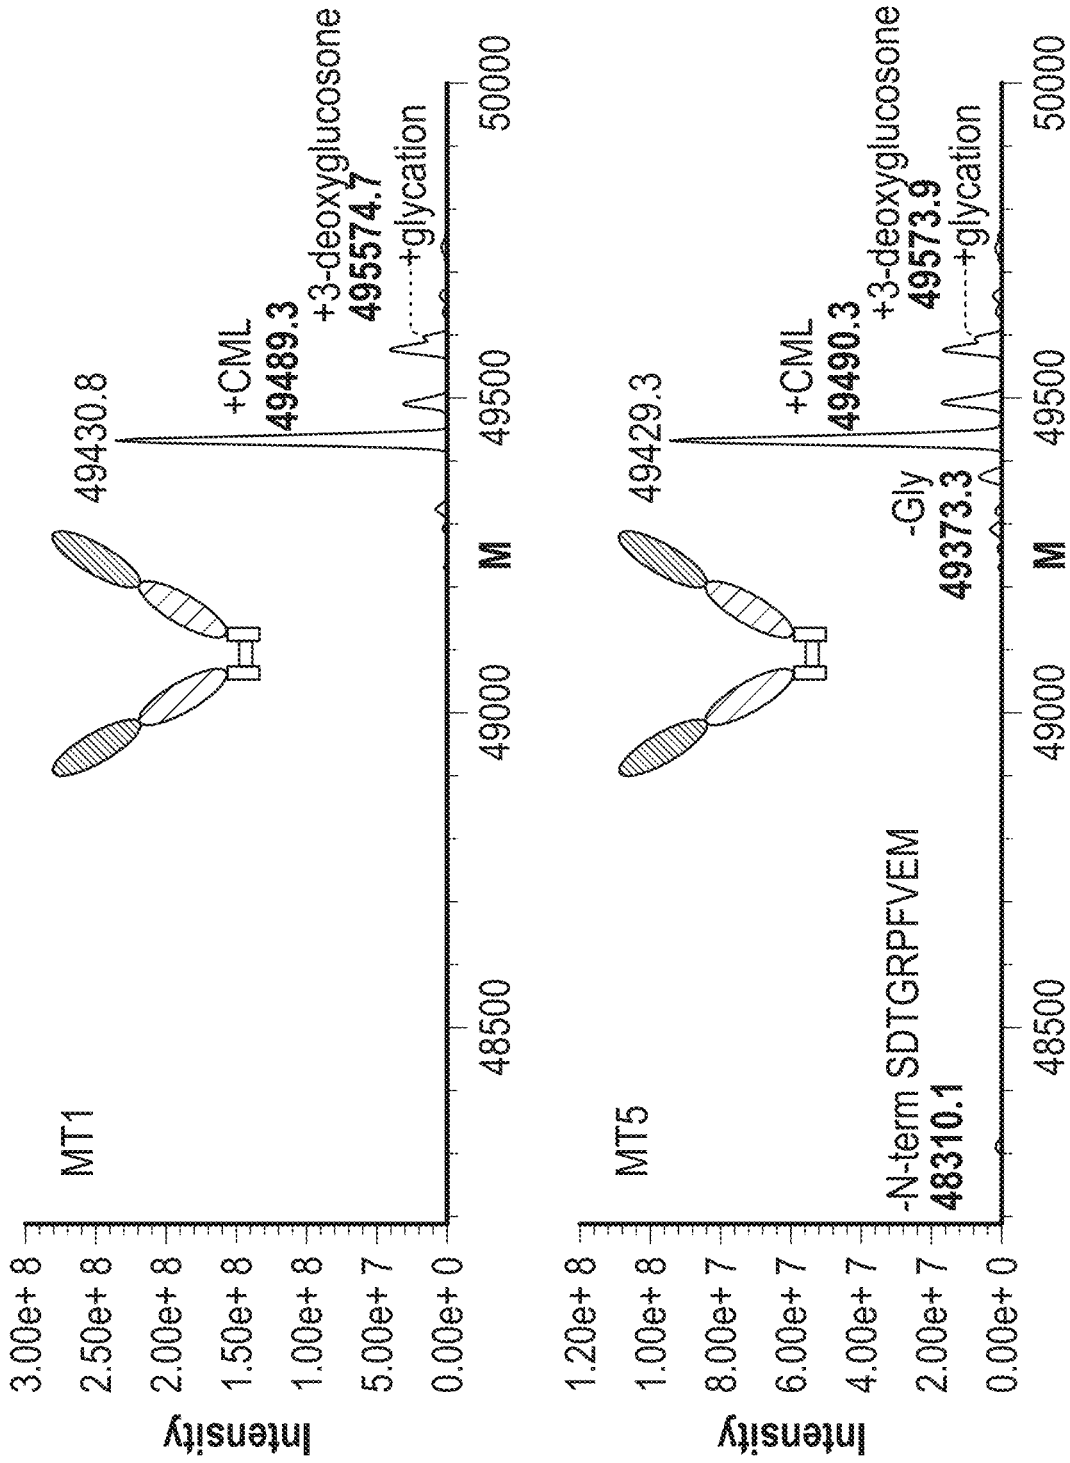 MT1
3.00e+ 8
2.50e+ 8
2.00e+ 8
1.50e+ 8
1.00e+ 8
5.00e+ 7
0.00e+ 0
Intensity
49430.8
+CML
49489.3
+3-deoxyglucosone
495574.7
+glycation
48500
49000
49500
50000
M
MT5
1.20e+ 8
1.00e+ 8
8.00e+ 7
6.00e+ 7
4.00e+ 7
2.00e+ 7
0.00e+ 0
Intensity
-N-term SDTGRPFVEM
48310.1
-Gly
49373.3
49429.3
+CML
49490.3
+3-deoxyglucosone
49573.9
+glycation
48500
49000
49500
50000
M